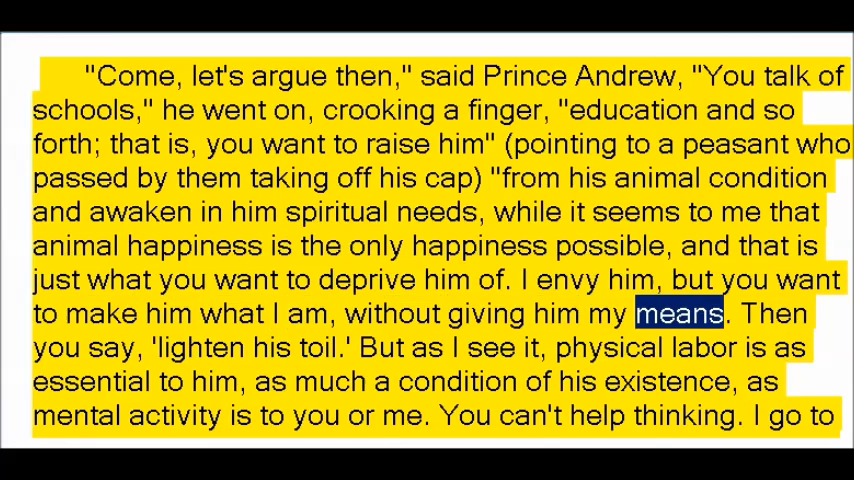 "Come, let's argue then," said Prince Andrew, "You talk of
schools," he went on, crooking a finger, "education and so
forth; that is, you want to raise him" (pointing to a peasant who
passed by them taking off his cap) "from his animal condition
and awaken in him spiritual needs, while it seems to me that
animal happiness is the only happiness possible, and that is
just what you want to deprive him of. I envy him, but you want
to make him what I am, without giving him my means. Then
you say, 'lighten his toil.' But as I see it, physical labor is as
essential to him, as much a condition of his existence, as
mental activity is to you or me. You can't help thinking. I go to